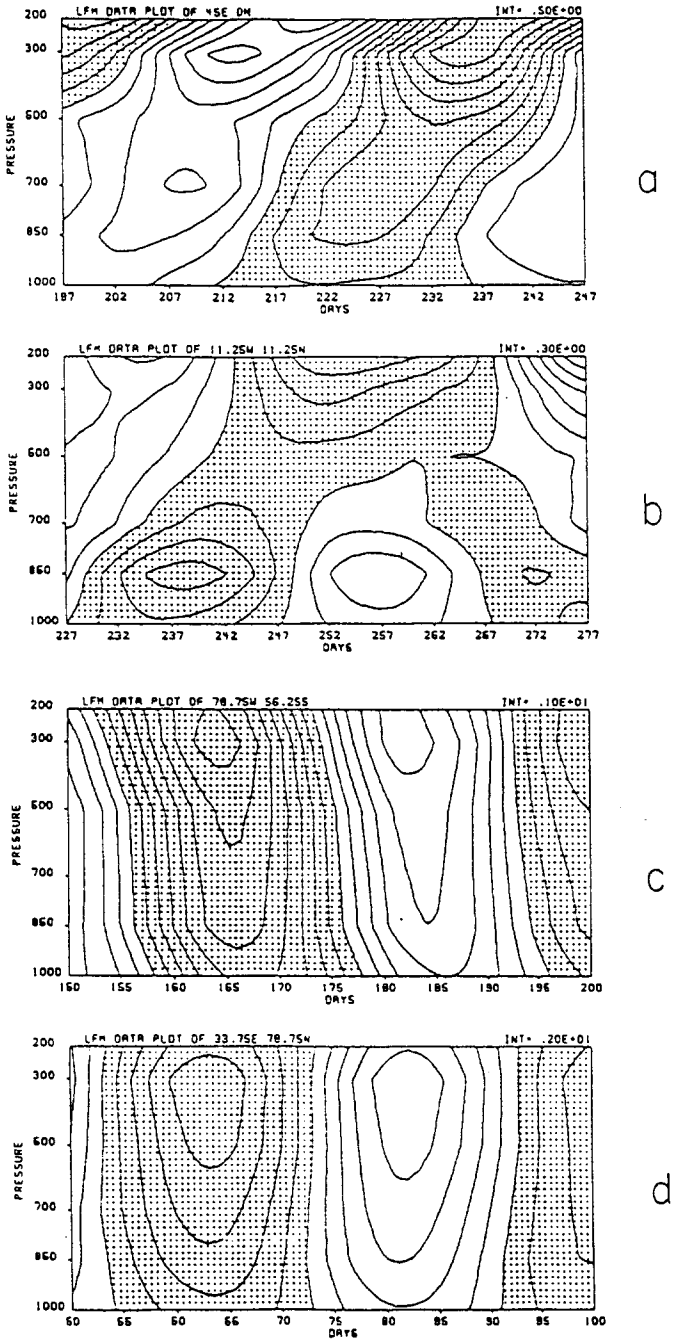 LFM DATA PLOT OF 45E 0N INT= .50E+00
200
300
500
700
850
1000
PRESSURE
197 202 207 212 217 222 227 232 237 242 247
DAYS
a
LFM DATA PLOT OF 11.25W 11.25N INT= .30E+00
200
300
500
700
850
1000
PRESSURE
227 232 237 242 247 252 257 262 267 272 277
DAYS
b
LFM DATA PLOT OF 78.75W 56.25S INT= .10E+01
200
300
500
700
850
1000
PRESSURE
150 155 160 165 170 175 180 185 190 195 200
DAYS
c
LFM DATA PLOT OF 33.75E 78.75N INT= .20E+01
200
300
500
700
850
1000
PRESSURE
50 55 60 65 70 75 80 85 90 95 100
DAYS
d